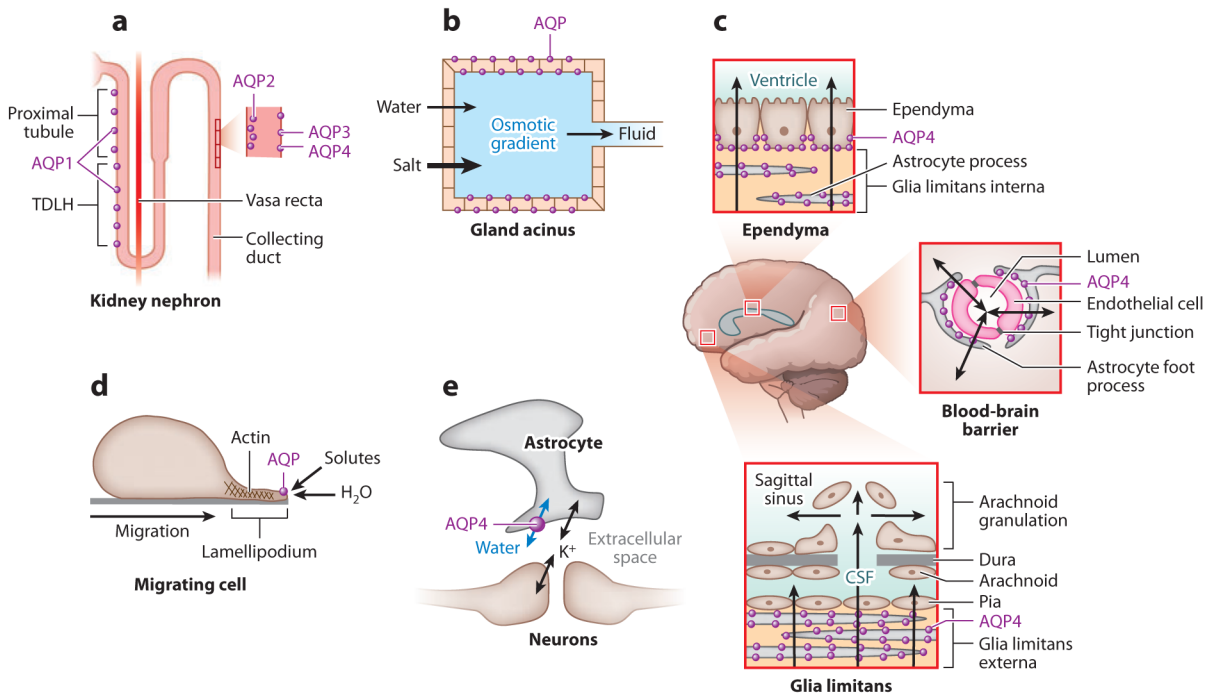 a
AQP2
Proximal
tubule
AQP3
AQP4
AQP1
TDLH
Vasa recta
Collecting
duct
Kidney nephron
b
AQP
Water
Osmotic
gradient
Fluid
Salt
Gland acinus
c
Ventricle
Ependyma
AQP4
Astrocyte process
Glia limitans interna
Ependyma
Lumen
AQP4
Endothelial cell
Tight junction
Astrocyte foot
process
Blood-brain
barrier
d
Actin
AQP
Solutes
H₂O
Migration
Lamellipodium
Migrating cell
e
Astrocyte
AQP4
Water
K⁺
Extracellular
space
Neurons
Sagittal
sinus
Arachnoid
granulation
Dura
CSF
Arachnoid
Pia
AQP4
Glia limitans
externa
Glia limitans